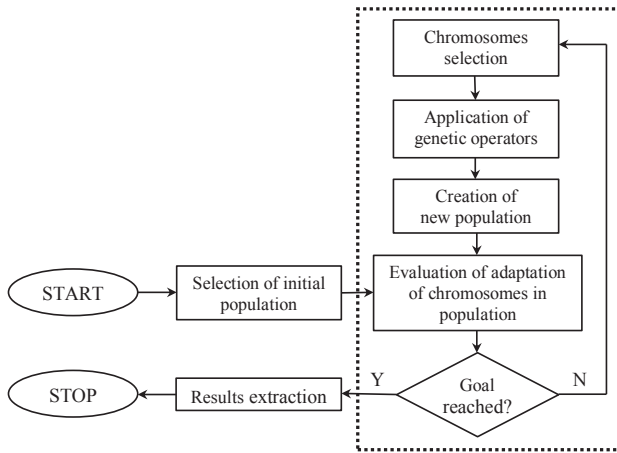 Chromosomes
selection
Application of
genetic operators
Creation of
new population
START
Selection of initial
population
Evaluation of adaptation
of chromosomes in
population
STOP
Results extraction
Y
Goal
reached?
N